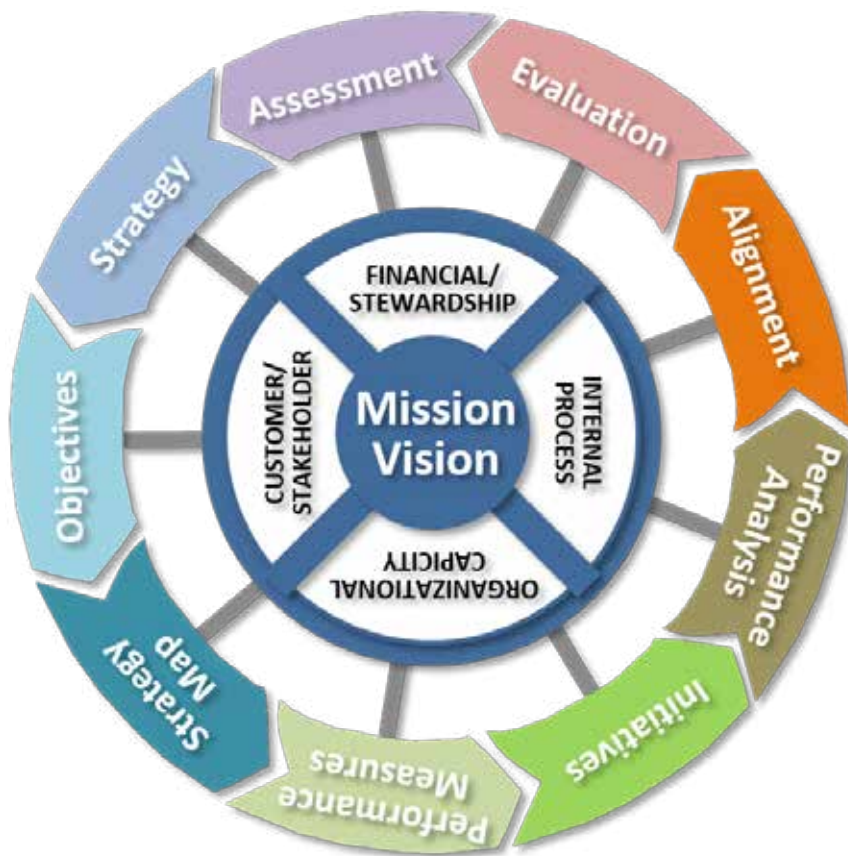 Assessment
Evaluation
Alignment
Performance
Analysis
Initiatives
Performance
Measures
Strategy
Map
Objectives
Strategy
FINANCIAL/
STEWARDSHIP
INTERNAL
PROCESS
ORGANIZATIONAL
CAPICITY
CUSTOMER/
STAKEHOLDER
Mission
Vision